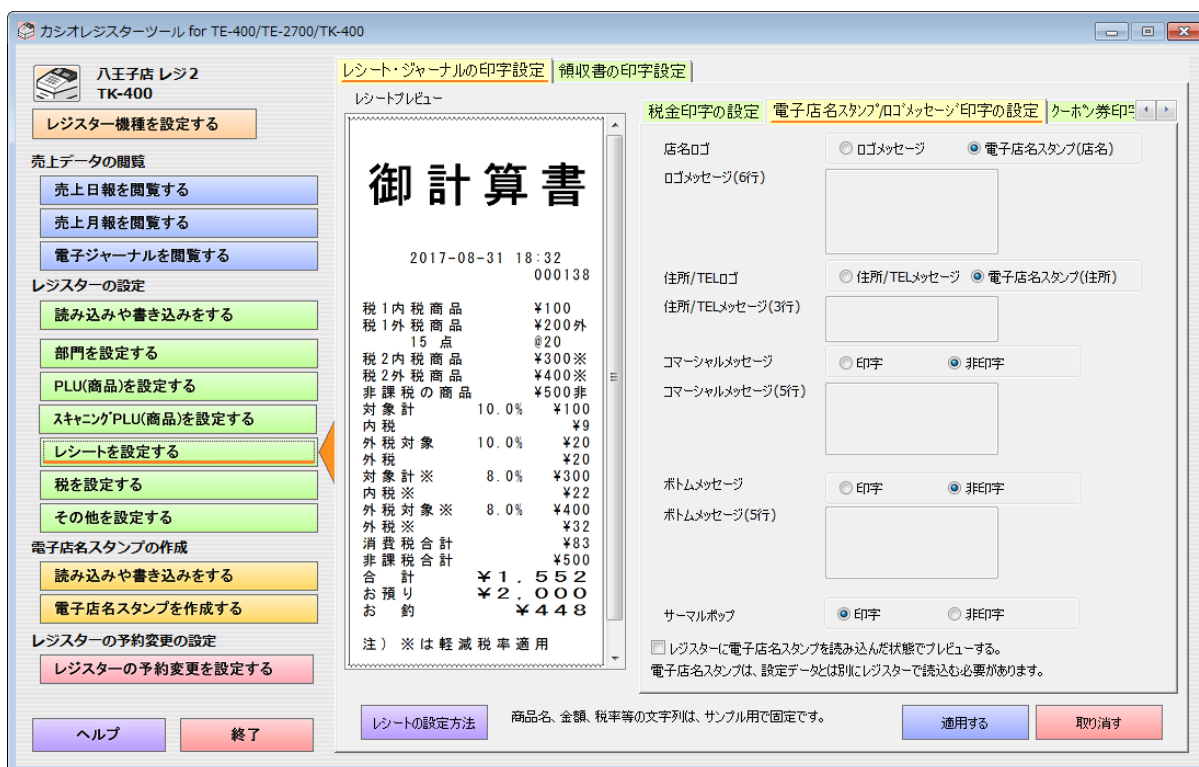 カシオレジスターツール for TE-400/TE-2700/TK-400
八王子店 レジ2
TK-400
レジスター機種を設定する
売上データの閲覧
売上日報を閲覧する
売上月報を閲覧する
電子ジャーナルを閲覧する
レジスターの設定
読み込みや書き込みをする
部門を設定する
PLU(商品)を設定する
スキャニングPLU(商品)を設定する
レシートを設定する
税を設定する
その他を設定する
電子店名スタンプの作成
読み込みや書き込みをする
電子店名スタンプを作成する
レジスターの予約変更の設定
レジスターの予約変更を設定する
ヘルプ 終了
レシート・ジャーナルの印字設定 領収書の印字設定
レシートプレビュー
御計算書
2017-08-31 18:32
000138
税1内税商品 ¥100
税1外税商品 ¥200外
15 点 @20
税2内税商品 ¥300※
税2外税商品 ¥400※
非課税の商品 ¥500非
対象計 10.0% ¥100
内税 ¥9
外税対象 10.0% ¥20
外税 ¥20
対象計※ 8.0% ¥300
内税※ ¥22
外税対象※ 8.0% ¥400
外税※ ¥32
消費税合計 ¥83
非課税合計 ¥500
合 計 ¥1,552
お預り ¥2,000
お 釣 ¥448
注) ※は軽減税率適用
税金印字の設定 電子店名スタンプ/ロゴメッセージ印字の設定 クーポン券印字
店名ロゴ ロゴメッセージ 電子店名スタンプ(店名)
ロゴメッセージ(6行)
住所/TELロゴ 住所/TELメッセージ 電子店名スタンプ(住所)
住所/TELメッセージ(3行)
コマーシャルメッセージ 印字 非印字
コマーシャルメッセージ(5行)
ボトムメッセージ 印字 非印字
ボトムメッセージ(5行)
サーマルポップ 印字 非印字
レジスターに電子店名スタンプを読み込んだ状態でプレビューする。
電子店名スタンプは、設定データとは別にレジスターで読込む必要があります。
レシートの設定方法 商品名、金額、税率等の文字列は、サンプル用で固定です。 適用する 取り消す